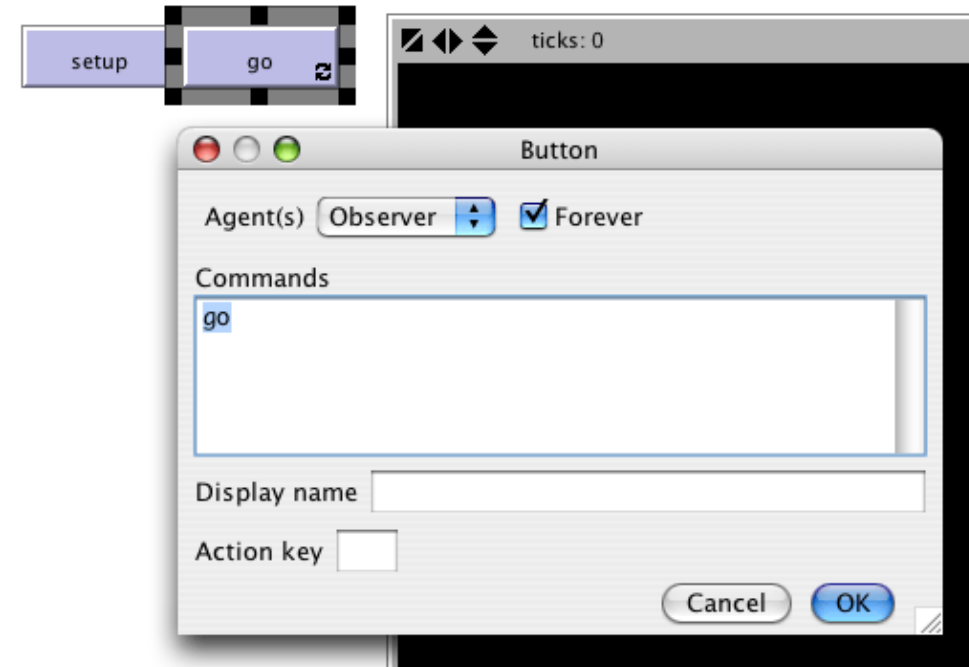 setup
go
ticks: 0
Button
Agent(s) Observer Forever
Commands
go
Display name
Action key
Cancel OK